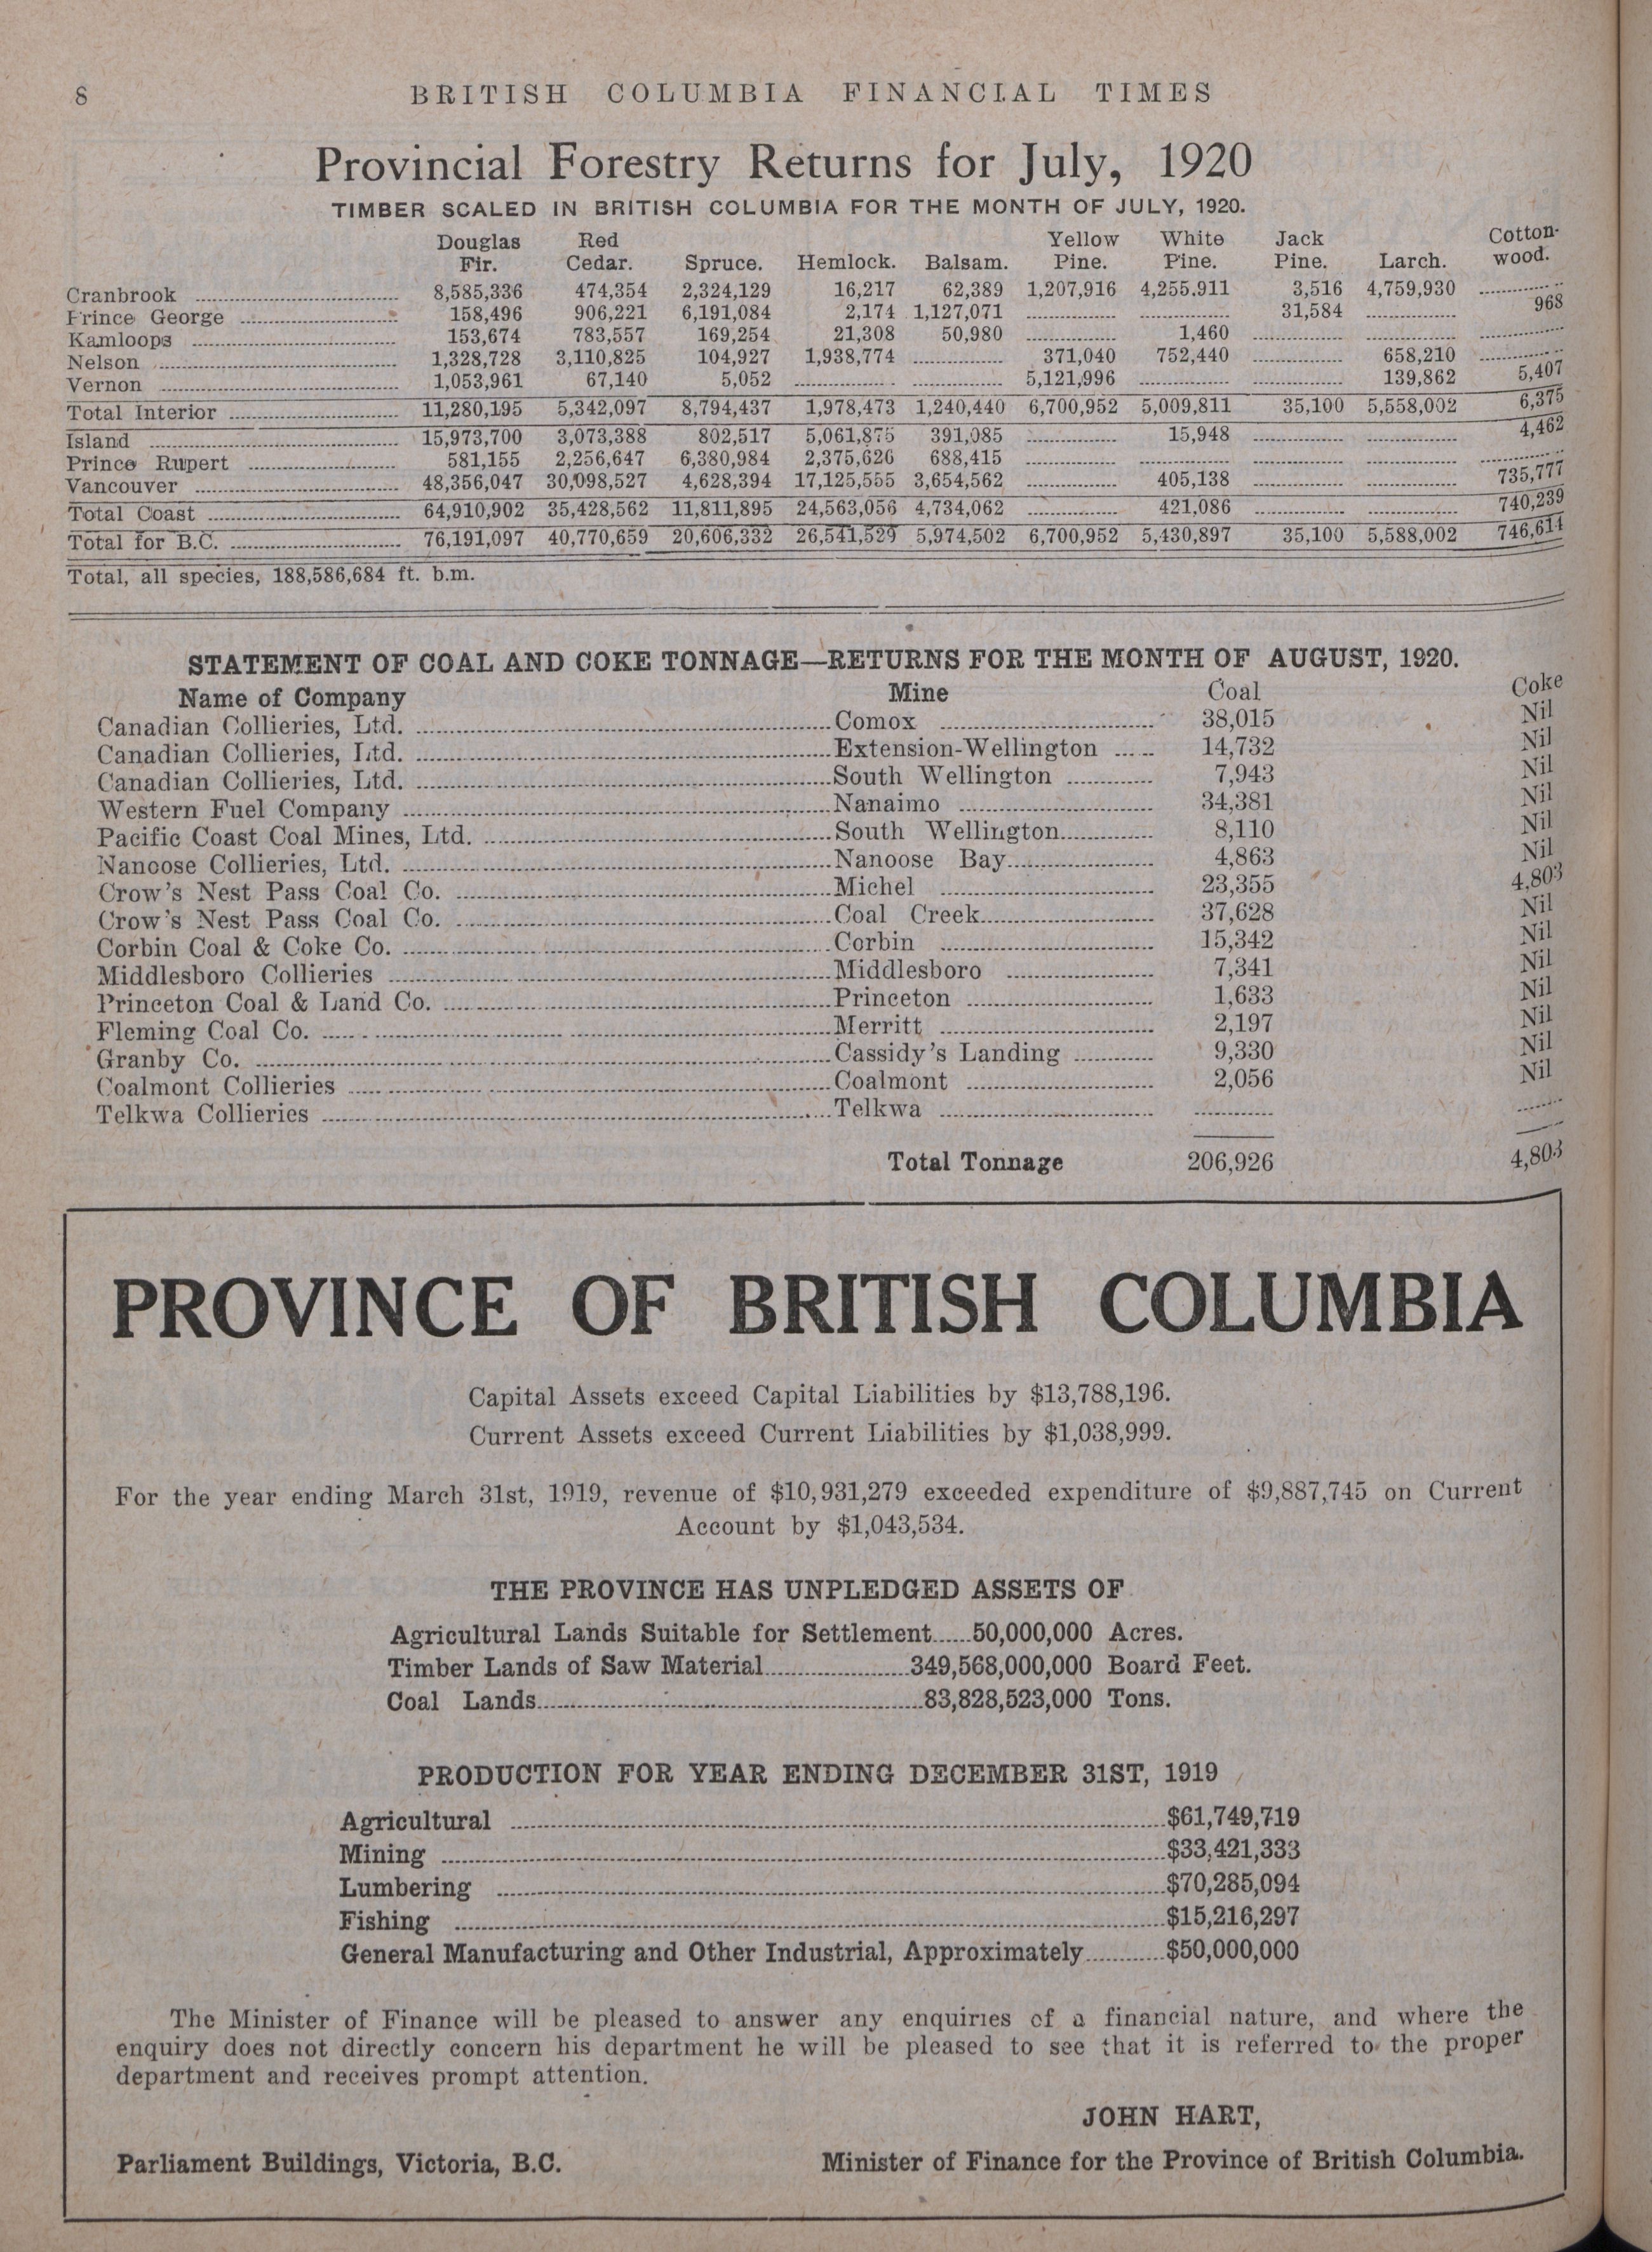 8 BRITISH COLUMBIA FINANCIAL TIMES
Provincial Forestry Returns for July, 1920
TIMBER SCALED IN BRITISH COLUMBIA FOR THE MONTH OF JULY, 1920.
Douglas Red Yellow White Jack Cotton-
Fir. Cedar. Spruce. Hemlock. Balsam. Pine. Pine. Pine. Larch. wood.
Cranbrook 8,585,336 474,354 2,324,129 16,217 62,389 1,207,916 4,255.911 3,516 4,759,930
Prince George 158,496 906,221 6,191,084 2,174 1,127,071 31,584 968
Kamloops 153,674 783,557 169,254 21,308 50,980 1,460
Nelson 1,328,728 3,110,825 104,927 1,938,774 371,040 752,440 658,210
Vernon 1,053,961 67,140 5,052 5,121,996 139,862 5,407
Total Interior 11,280,195 5,342,097 8,794,437 1,978,473 1,240,440 6,700,952 5,009,811 35,100 5,558,002 6,375
Island 15,973,700 3,073,388 802,517 5,061,875 391,085 15,948 4,462
Prince Rupert 581,155 2,256,647 6,380,984 2,375,626 688,415
Vancouver 48,356,047 30,098,527 4,628,394 17,125,555 3,654,562 405,138 735,777
Total Coast 64,910,902 35,428,562 11,811,895 24,563,056 4,734,062 421,086 740,239
Total for B.C. 76,191,097 40,770,659 20,606,332 26,541,529 5,974,502 6,700,952 5,430,897 35,100 5,588,002 746,614
Total, all species, 188,586,684 ft. b.m.
STATEMENT OF COAL AND COKE TONNAGE—RETURNS FOR THE MONTH OF AUGUST, 1920.
Name of Company Mine Coal Coke
Canadian Collieries, Ltd. Comox 38,015 Nil
Canadian Collieries, Ltd. Extension-Wellington 14,732 Nil
Canadian Collieries, Ltd. South Wellington 7,943 Nil
Western Fuel Company Nanaimo 34,381 Nil
Pacific Coast Coal Mines, Ltd. South Wellington 8,110 Nil
Nanoose Collieries, Ltd. Nanoose Bay 4,863 Nil
Crow's Nest Pass Coal Co. Michel 23,355 4,803
Crow's Nest Pass Coal Co. Coal Creek 37,628 Nil
Corbin Coal & Coke Co. Corbin 15,342 Nil
Middlesboro Collieries Middlesboro 7,341 Nil
Princeton Coal & Land Co. Princeton 1,633 Nil
Fleming Coal Co. Merritt 2,197 Nil
Granby Co. Cassidy's Landing 9,330 Nil
Coalmont Collieries Coalmont 2,056 Nil
Telkwa Collieries Telkwa
Total Tonnage 206,926 4,803
PROVINCE OF BRITISH COLUMBIA
Capital Assets exceed Capital Liabilities by $13,788,196.
Current Assets exceed Current Liabilities by $1,038,999.
For the year ending March 31st, 1919, revenue of $10,931,279 exceeded expenditure of $9,887,745 on Current
Account by $1,043,534.
THE PROVINCE HAS UNPLEDGED ASSETS OF
Agricultural Lands Suitable for Settlement 50,000,000 Acres.
Timber Lands of Saw Material 349,568,000,000 Board Feet.
Coal Lands 83,828,523,000 Tons.
PRODUCTION FOR YEAR ENDING DECEMBER 31ST, 1919
Agricultural $61,749,719
Mining $33,421,333
Lumbering $70,285,094
Fishing $15,216,297
General Manufacturing and Other Industrial, Approximately $50,000,000
The Minister of Finance will be pleased to answer any enquiries of a financial nature, and where the
enquiry does not directly concern his department he will be pleased to see that it is referred to the proper
department and receives prompt attention.
JOHN HART,
Parliament Buildings, Victoria, B.C. Minister of Finance for the Province of British Columbia.